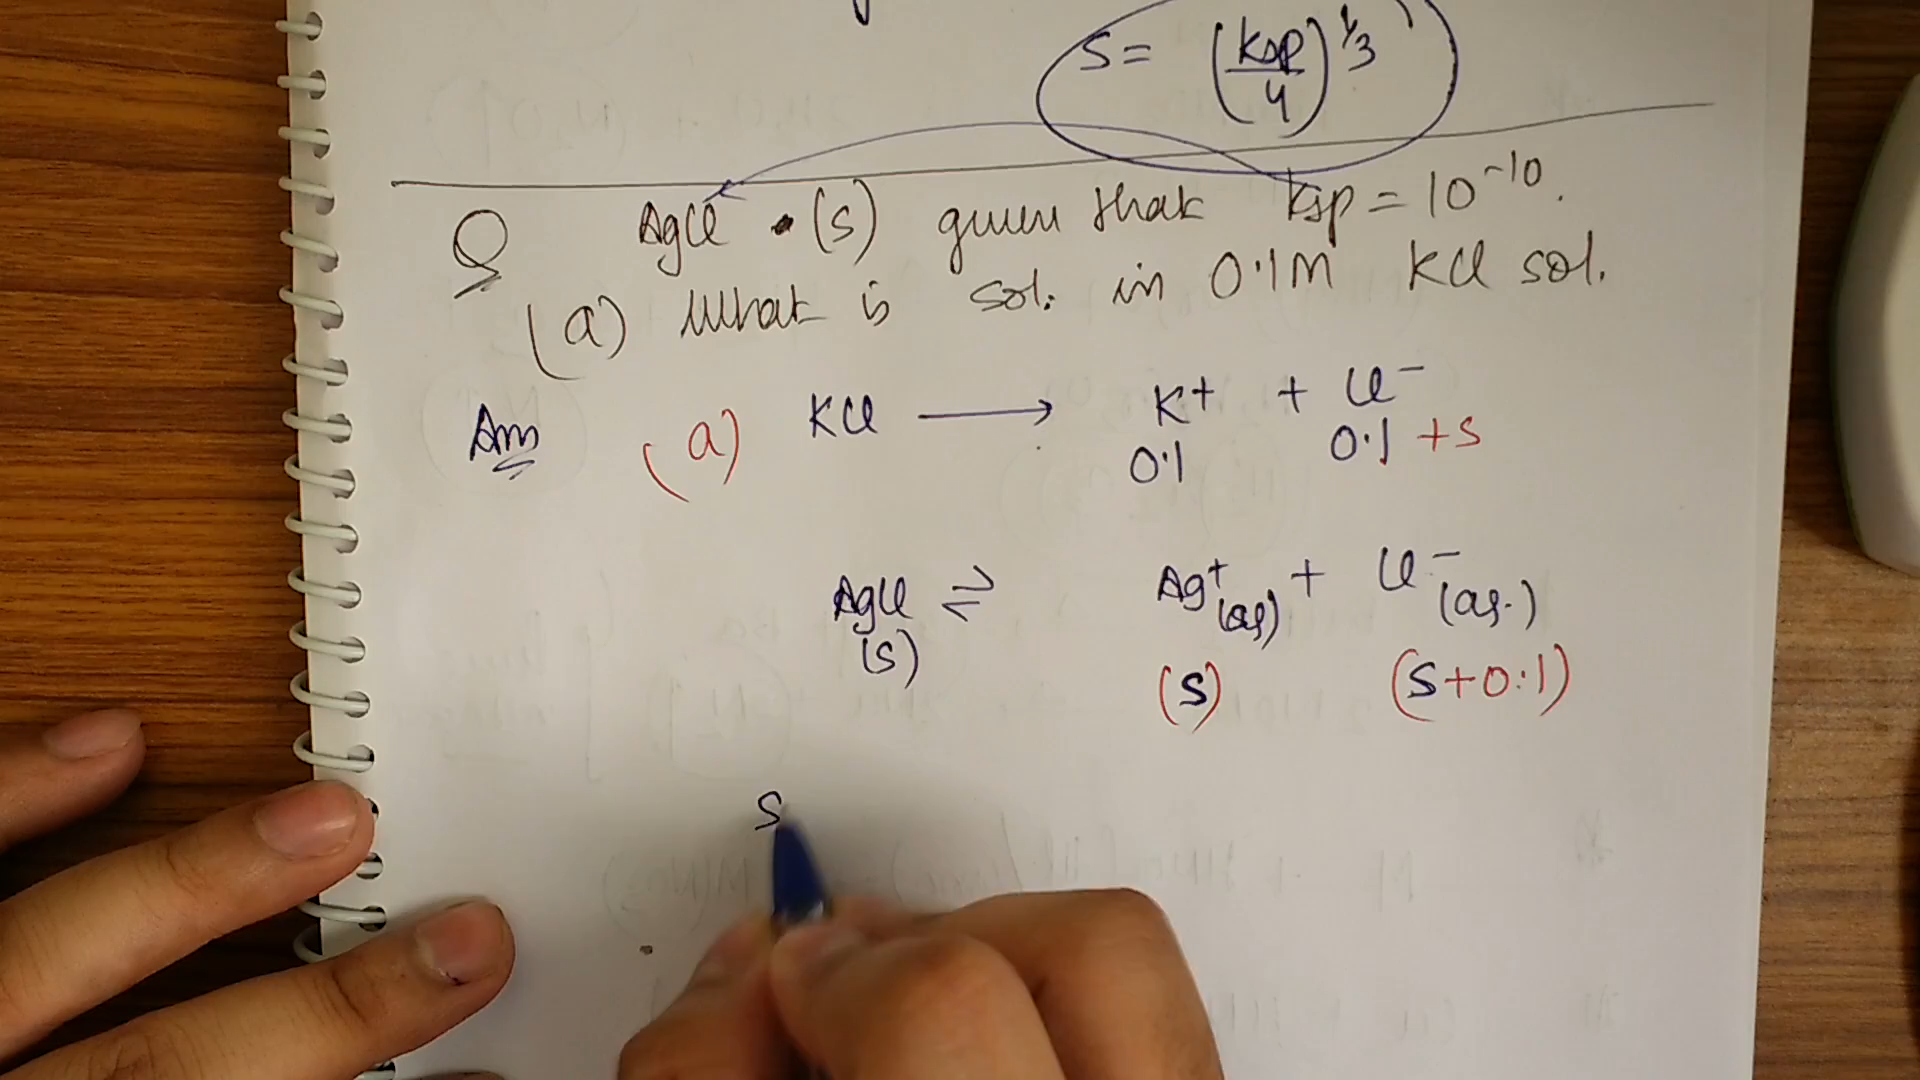 S = (Ksp/4)^1/3
Q AgCl (s) given that Ksp = 10^-10.
(a) What is sol. in 0.1M KCl sol.
Ans (a) KCl ⟶ K+ + Cl−
0.1 0.1 + s
AgCl ⇌ Ag+ (aq) + Cl− (aq.)
(s) (s) (s+0.1)
S